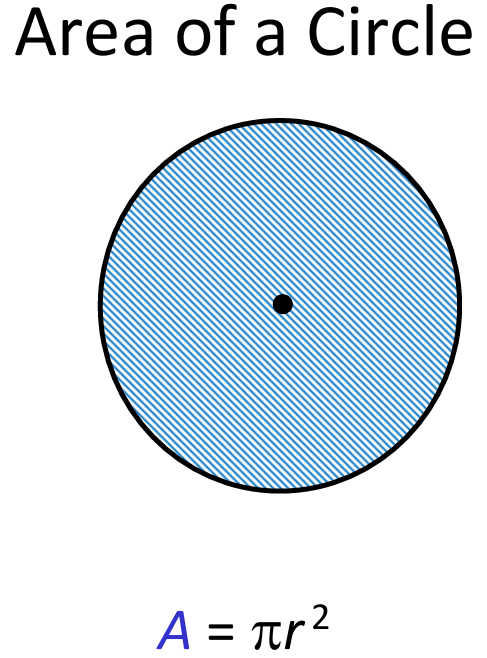 Area of a Circle
A = πr²